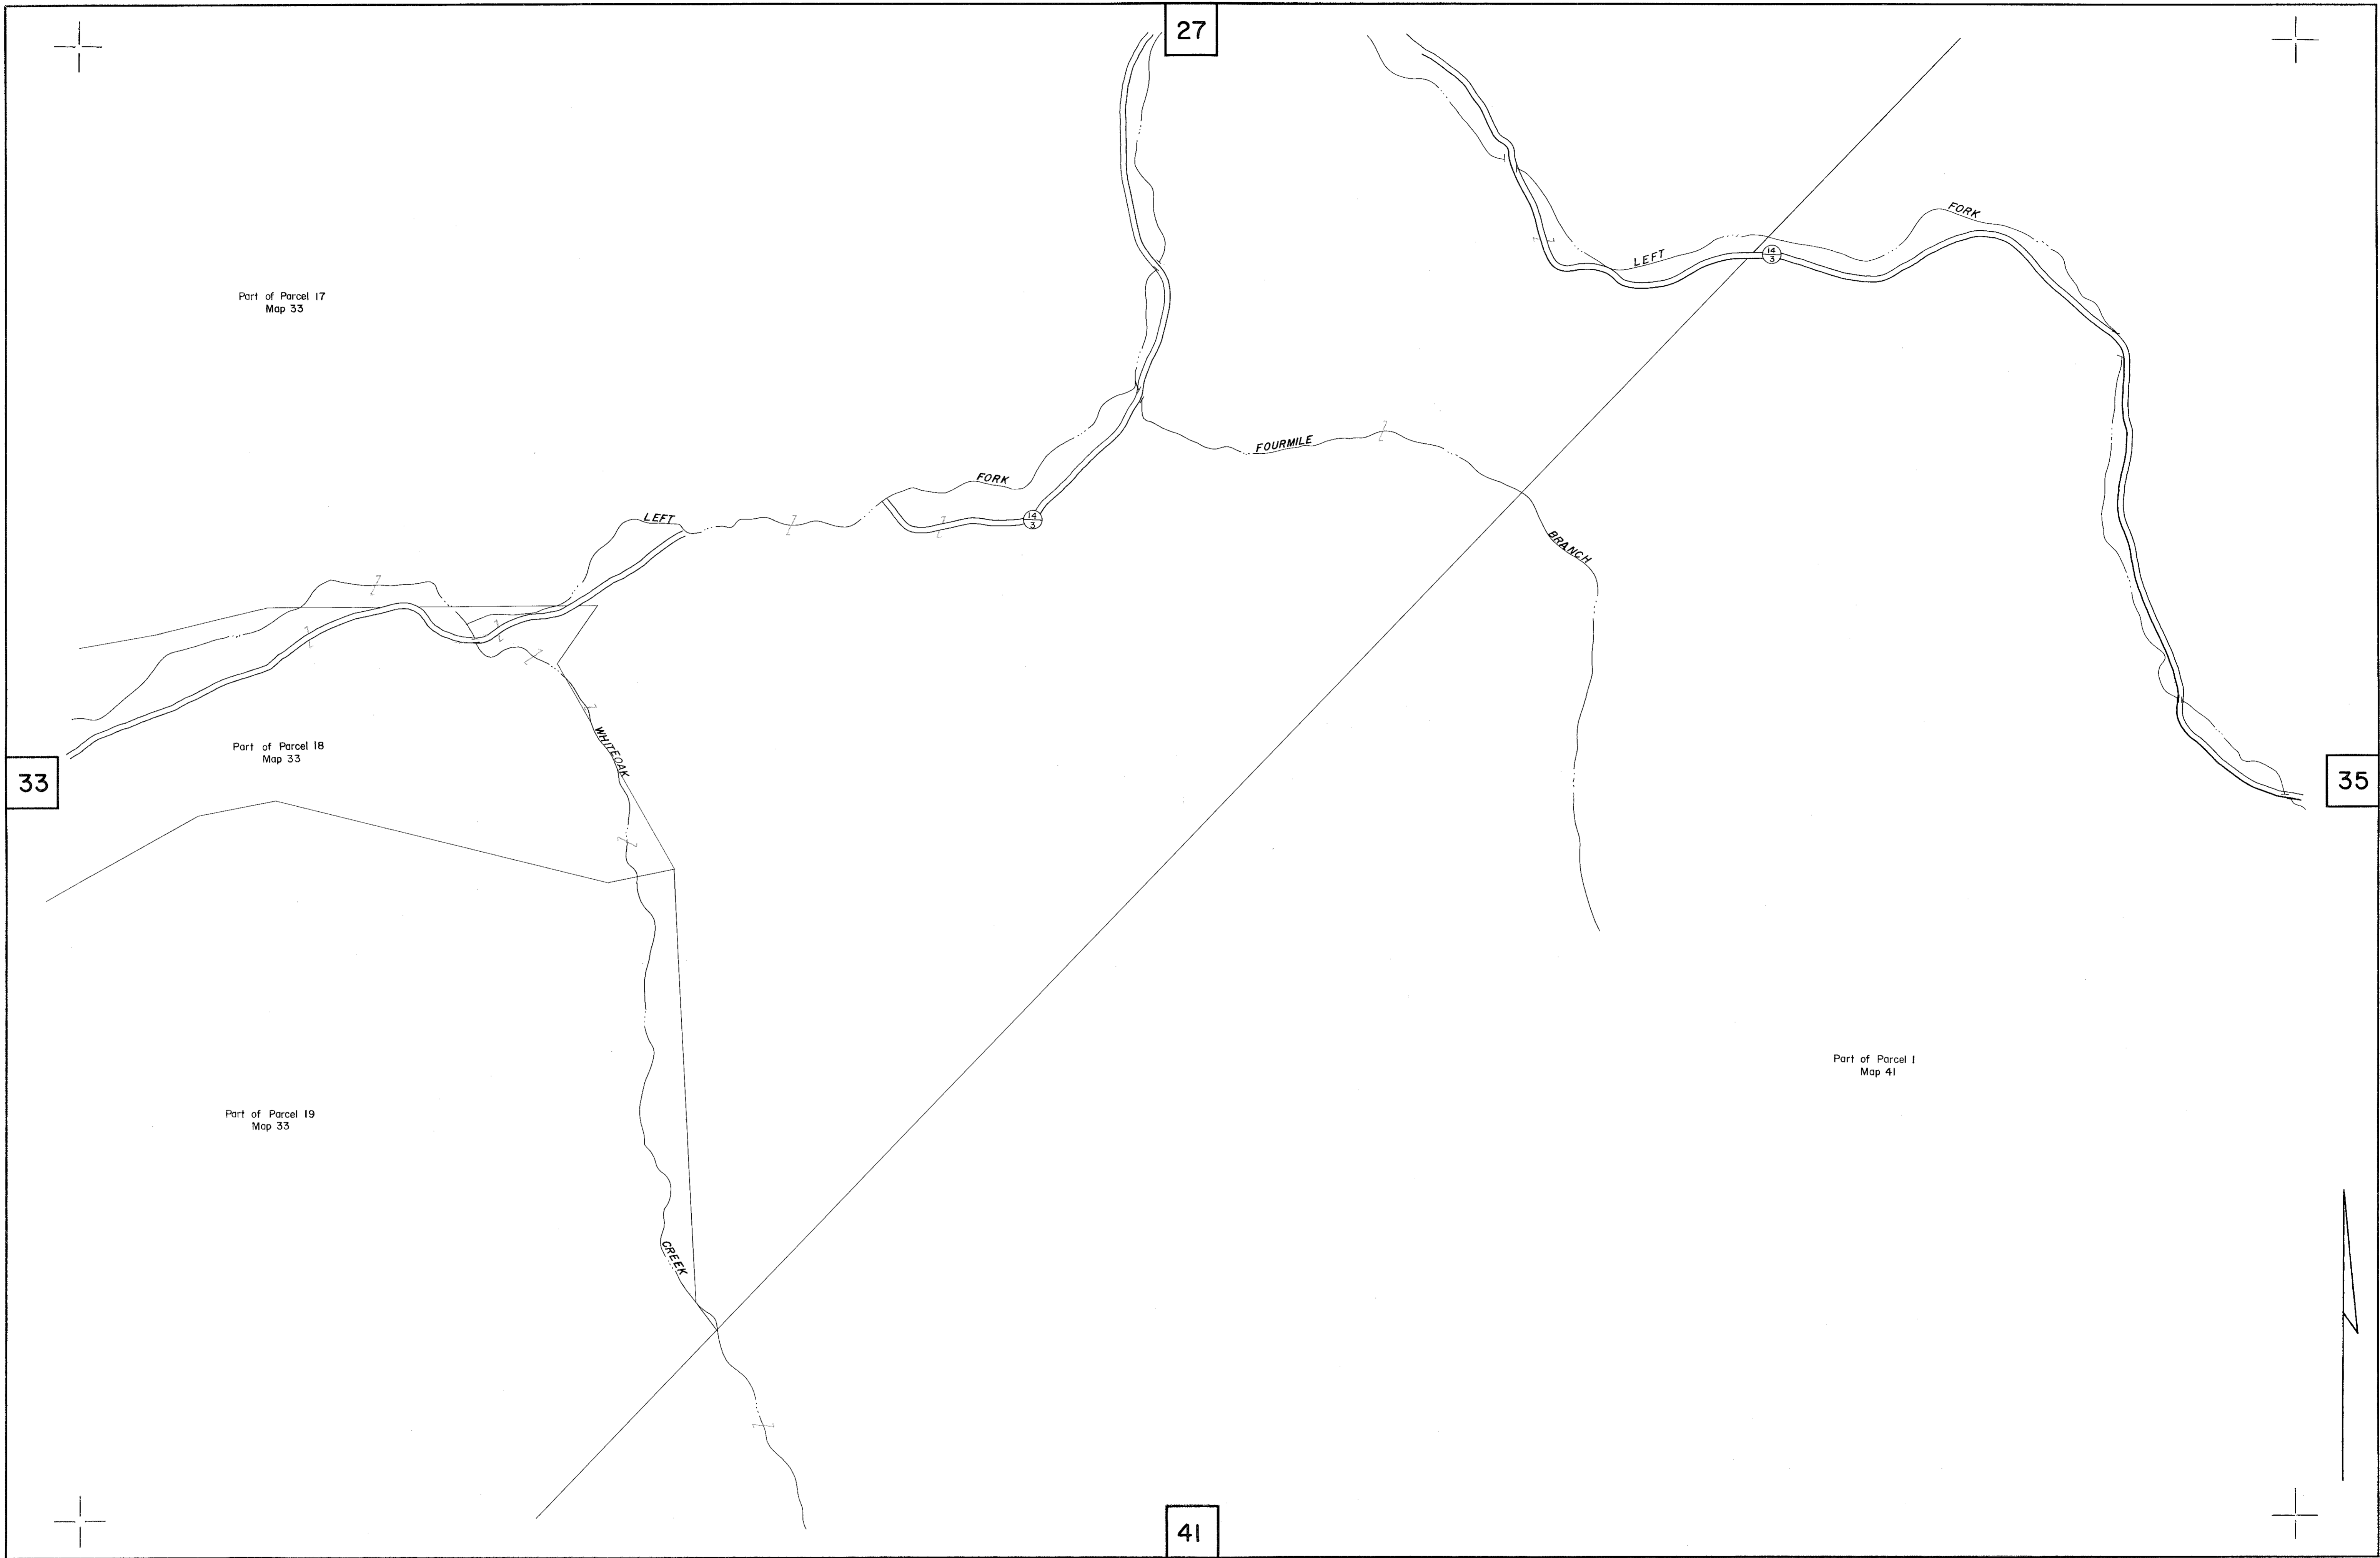 27
FORK
LEFT
14
3
Part of Parcel 17
Map 33
FOURMILE
FORK
LEFT
14
3
BRANCH
WHITEOAK
Part of Parcel 18
Map 33
33
35
Part of Parcel 1
Map 41
Part of Parcel 19
Map 33
CREEK
41